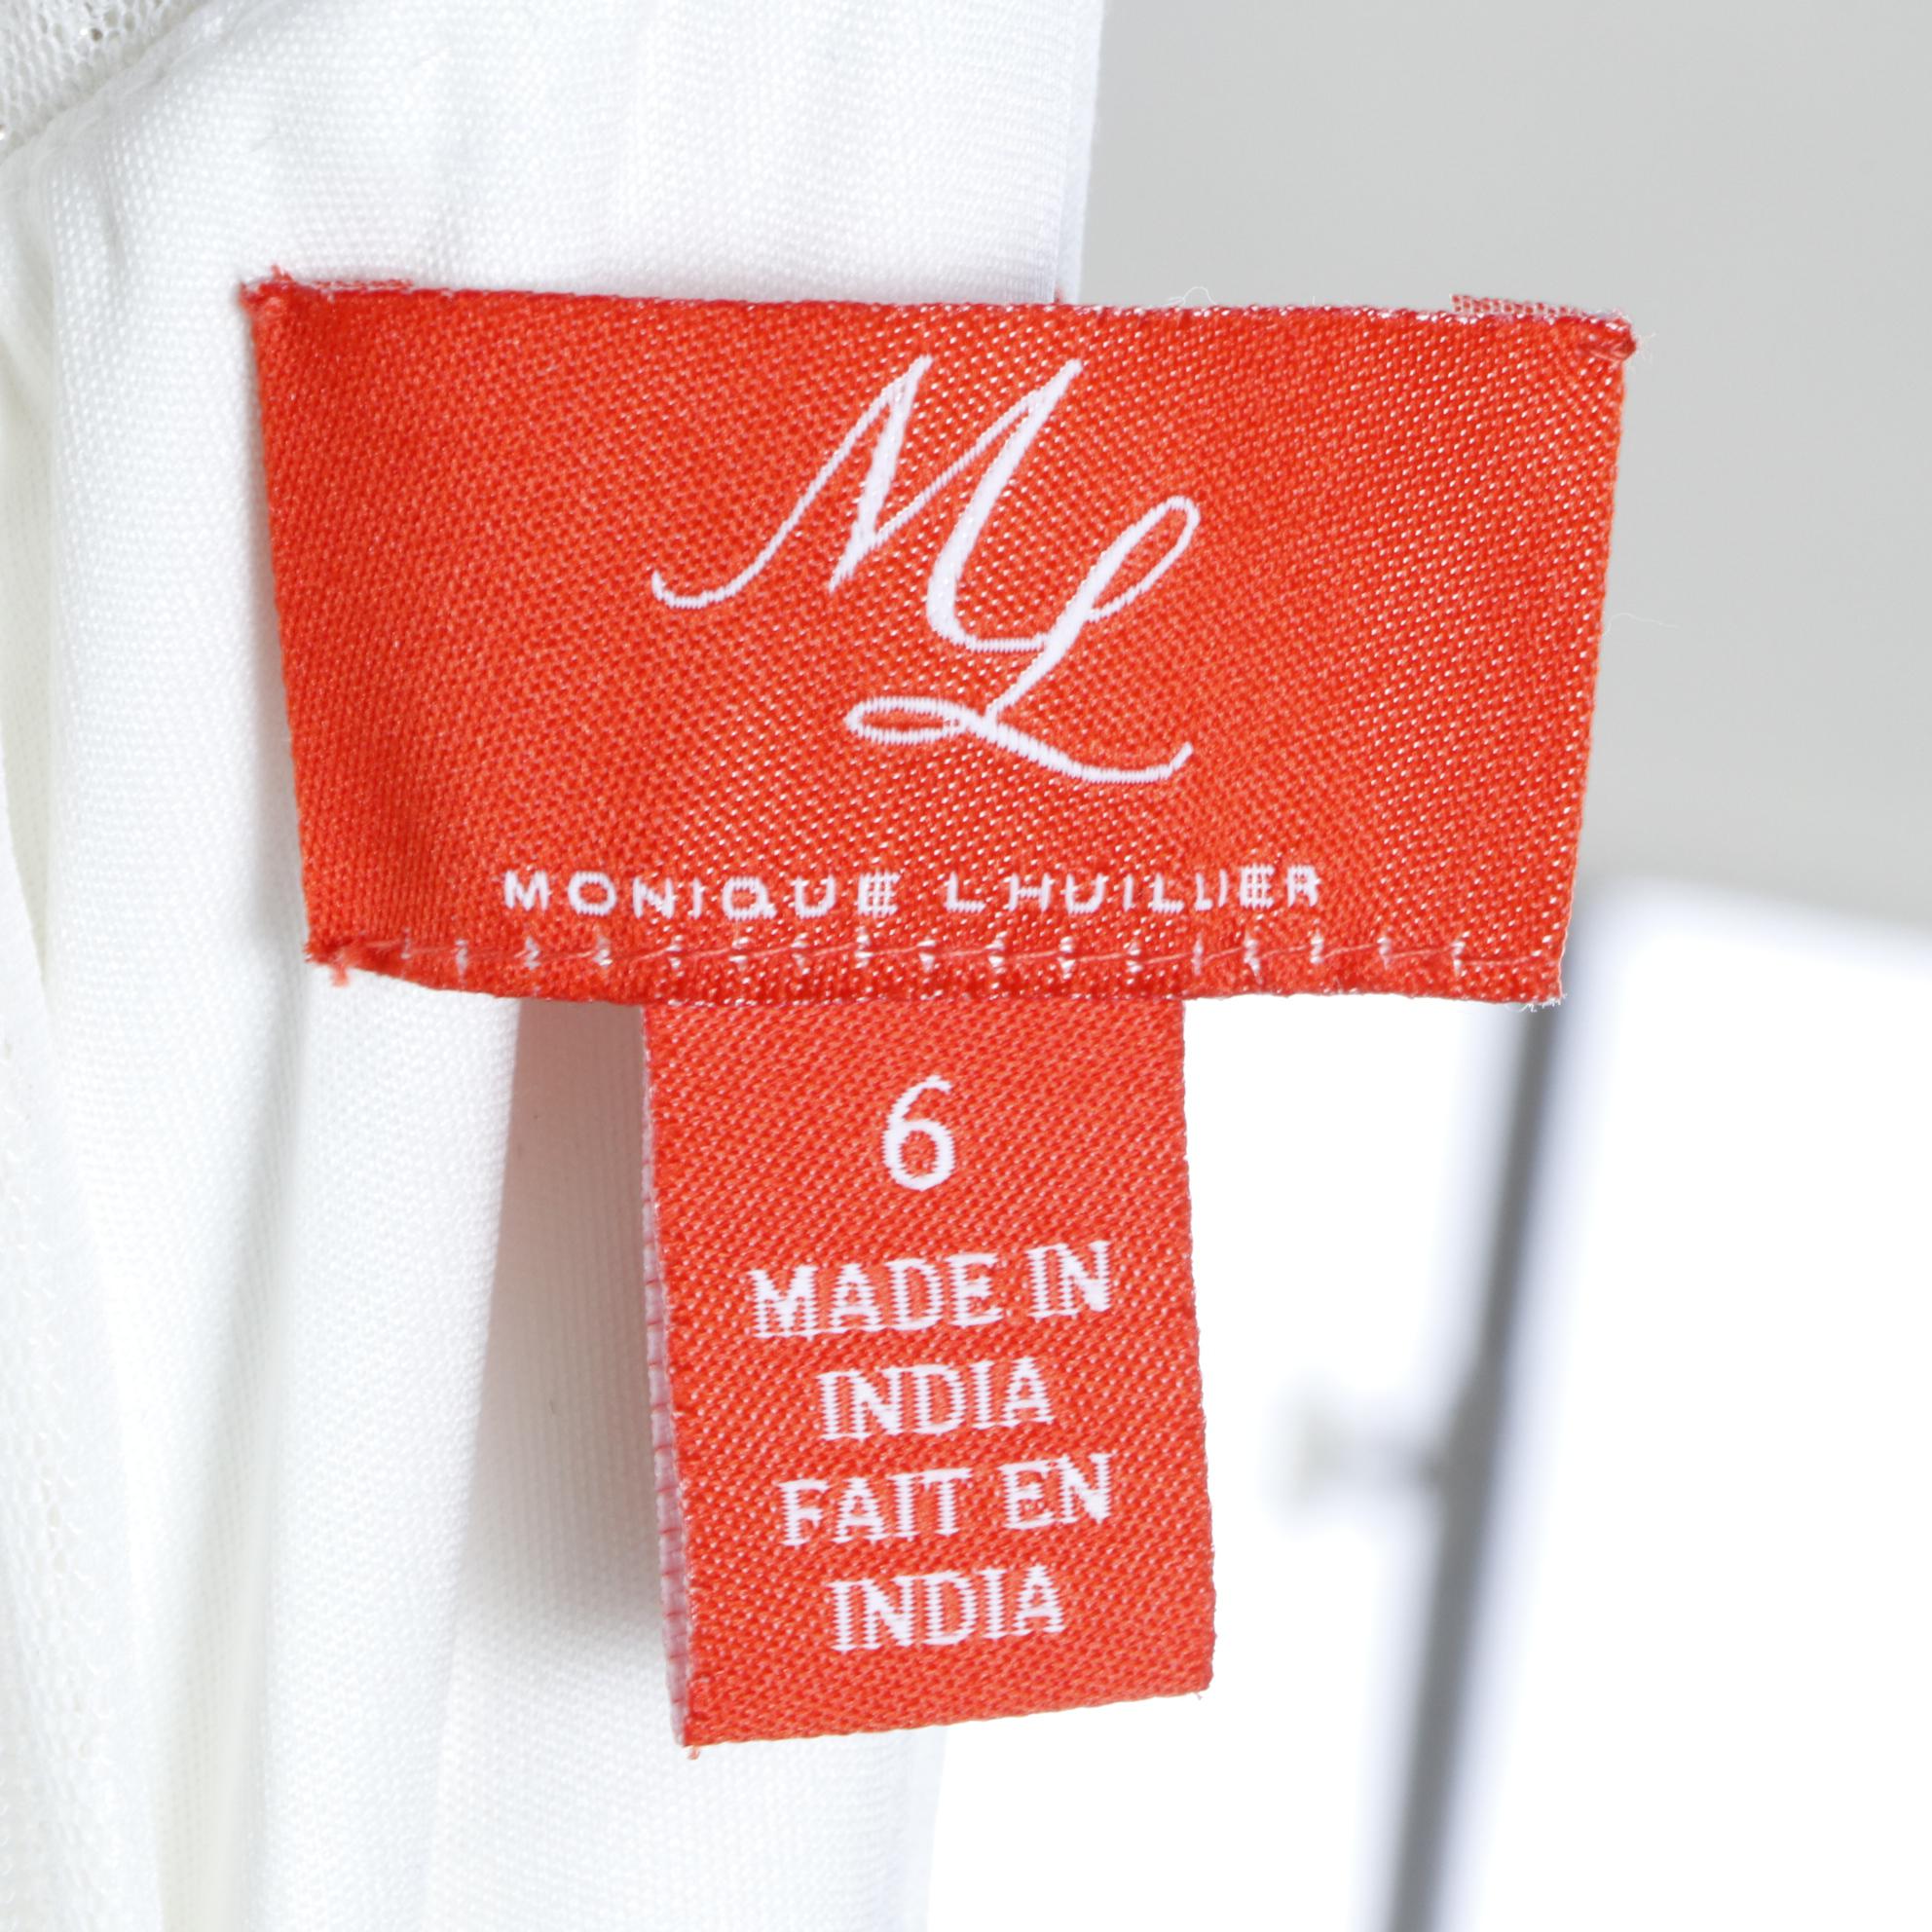 ML
MONIQUE LHUILLIER
6
MADE IN
INDIA
FAIT EN
INDIA